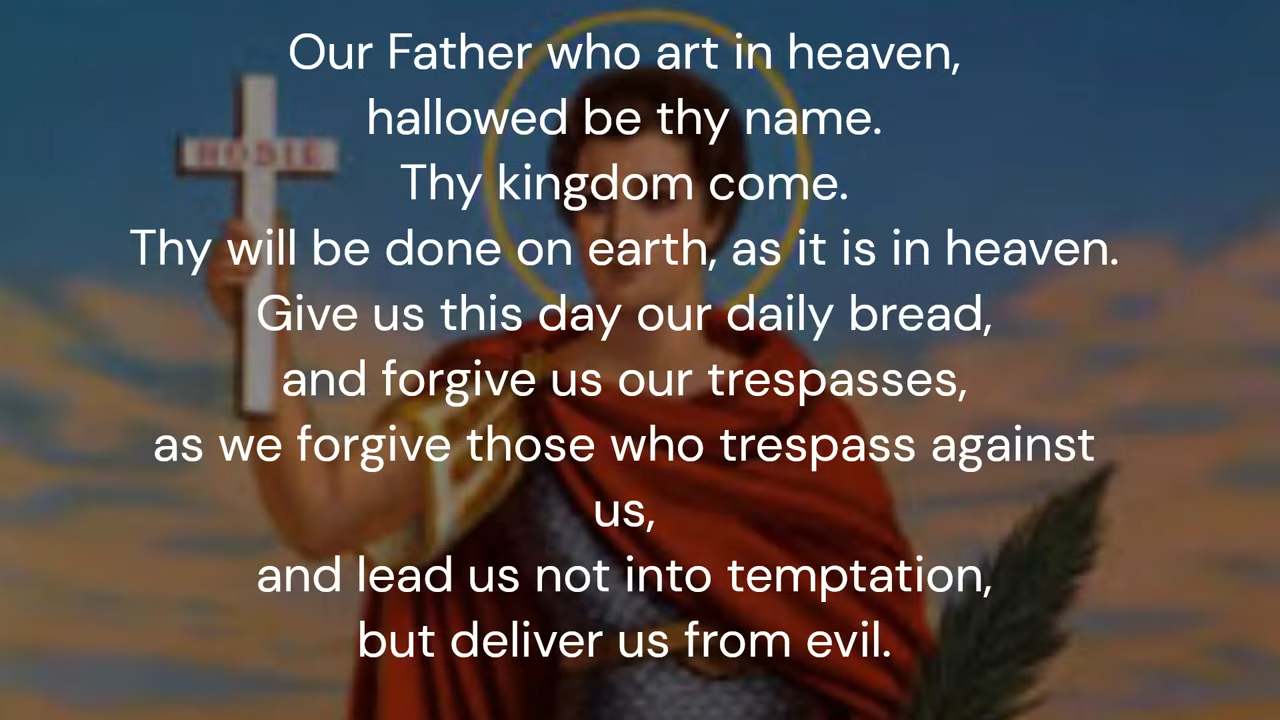 Our Father who art in heaven,
hallowed be thy name.
Thy kingdom come.
Thy will be done on earth, as it is in heaven.
HODIE
Give us this day our daily bread,
and forgive us our trespasses,
as we forgive those who trespass against
us,
and lead us not into temptation,
but deliver us from evil.